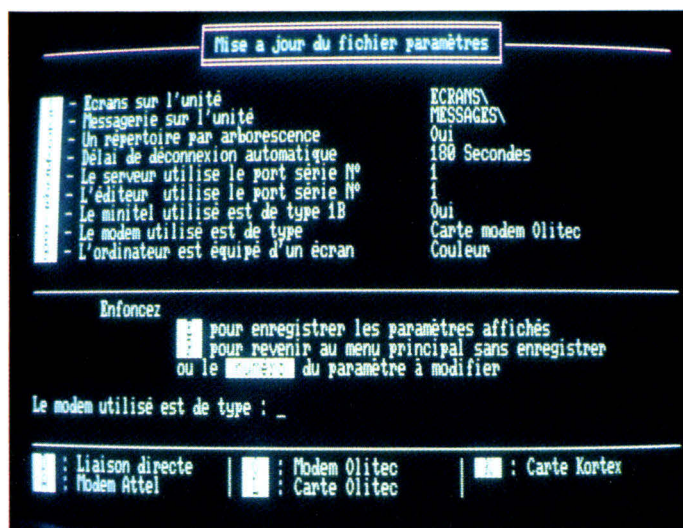 Mise a jour du fichier paramètres
- Ecrans sur l'unité ECRANS\
- Messagerie sur l'unité MESSAGES\
- Un répertoire par arborescence Oui
- Délai de déconnexion automatique 180 Secondes
- Le serveur utilise le port série Nº 1
- L'éditeur utilise le port série Nº 1
- Le minitel utilisé est de type 1B Oui
- Le modem utilisé est de type Carte modem Olitec
- L'ordinateur est équipé d'un écran Couleur
Enfoncez
pour enregistrer les paramètres affichés
pour revenir au menu principal sans enregistrer
ou le numéro du paramètre à modifier
Le modem utilisé est de type : _
: Liaison directe | : Modem Olitec | : Carte Kortex
: Modem Attel | : Carte Olitec |